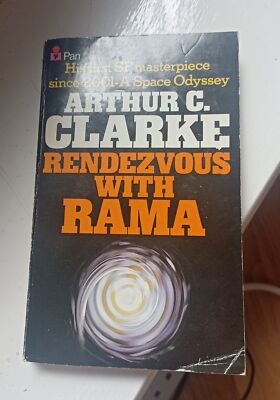 Pan
His first SF masterpiece
since 2001-A Space Odyssey
ARTHUR C.
CLARKE
RENDEZVOUS
WITH
RAMA